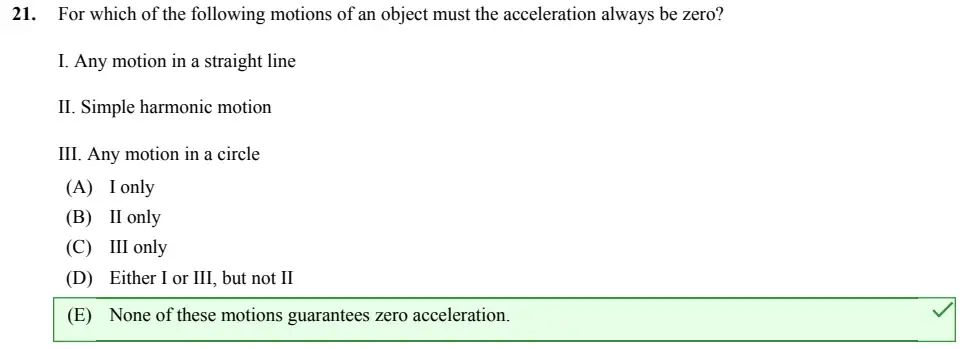 21. For which of the following motions of an object must the acceleration always be zero?
I. Any motion in a straight line
II. Simple harmonic motion
III. Any motion in a circle
(A) I only
(B) II only
(C) III only
(D) Either I or III, but not II
(E) None of these motions guarantees zero acceleration.